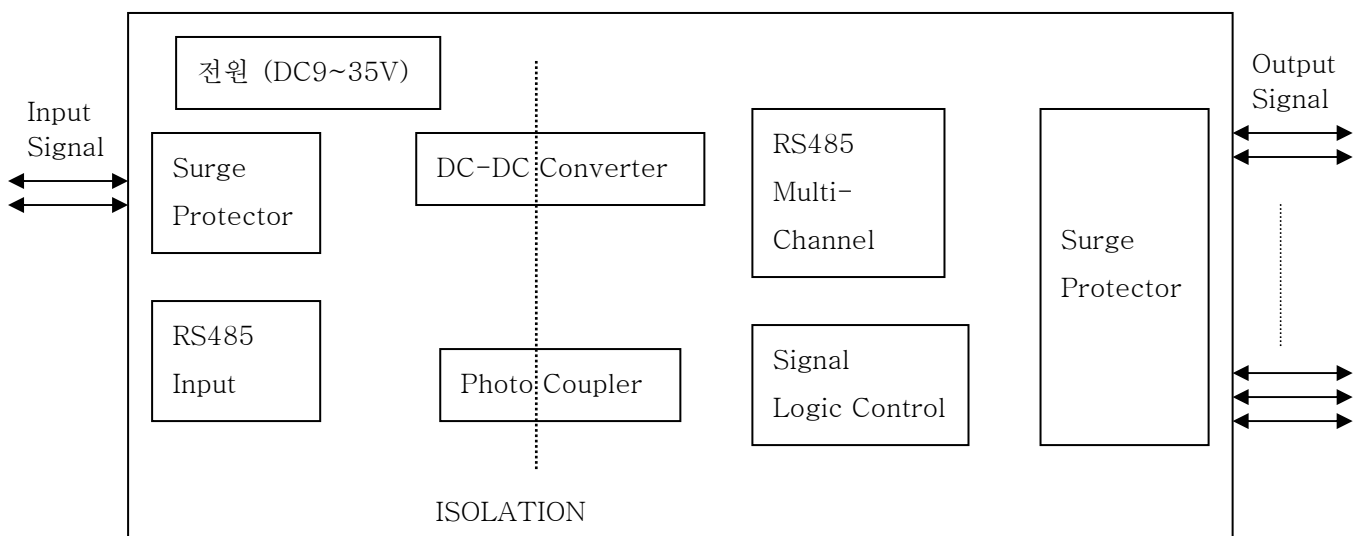 전원 (DC9~35V)
Input
Signal
Surge
Protector
DC-DC Converter
RS485
Multi-
Channel
Surge
Protector
Output
Signal
RS485
Input
Photo Coupler
Signal
Logic Control
ISOLATION